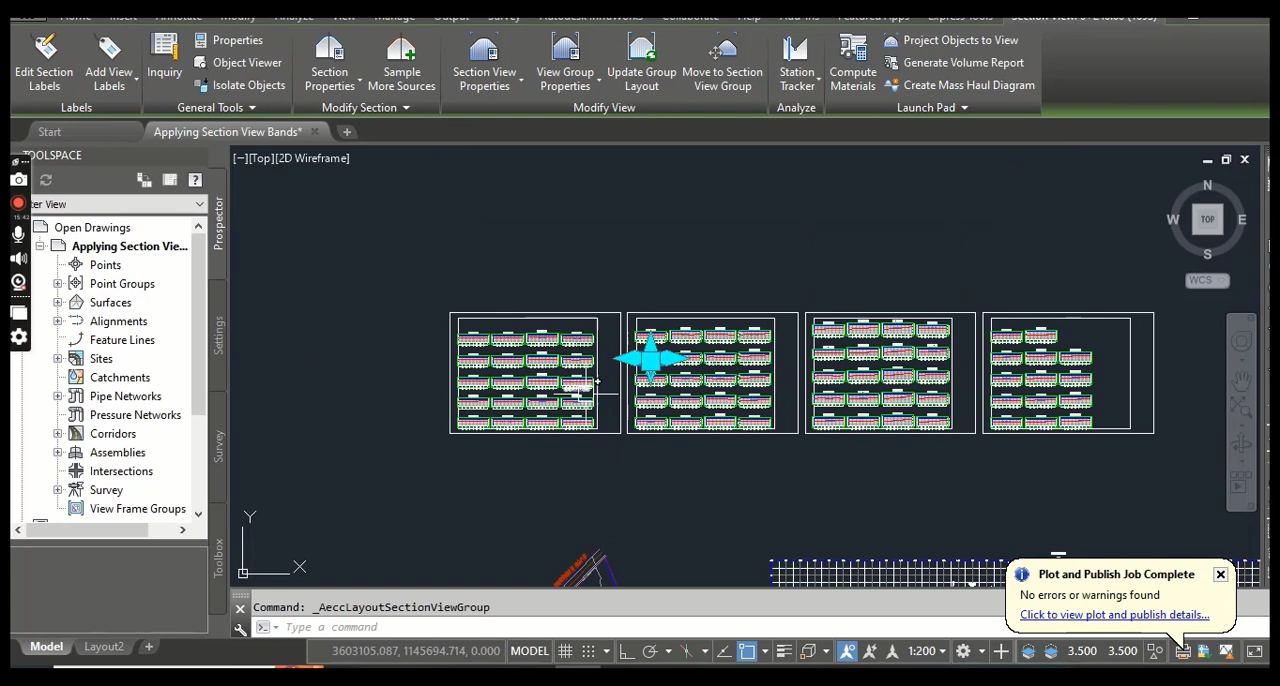 Edit Section Labels
Add View Labels
Inquiry
Properties
Object Viewer
Isolate Objects
Section Properties
Sample More Sources
Section View Properties
View Group Properties
Update Group Layout
Move to Section View Group
Station Tracker
Compute Materials
Project Objects to View
Generate Volume Report
Create Mass Haul Diagram
Labels
General Tools
Modify Section
Modify View
Analyze
Launch Pad
Start
Applying Section View Bands*
TOOLSPACE
[−][Top][2D Wireframe]
ter View
Open Drawings
Applying Section Vie...
Points
Point Groups
Surfaces
Alignments
Feature Lines
Sites
Catchments
Pipe Networks
Pressure Networks
Corridors
Assemblies
Intersections
Survey
View Frame Groups
Prospector
Settings
Survey
Toolbox
15:42
N
W
TOP
E
S
WCS
Y
X
Plot and Publish Job Complete
No errors or warnings found
Click to view plot and publish details...
Command: _AeccLayoutSectionViewGroup
Type a command
Model
Layout2
3603105.087, 1145694.714, 0.000
MODEL
1:200
3.500
3.500